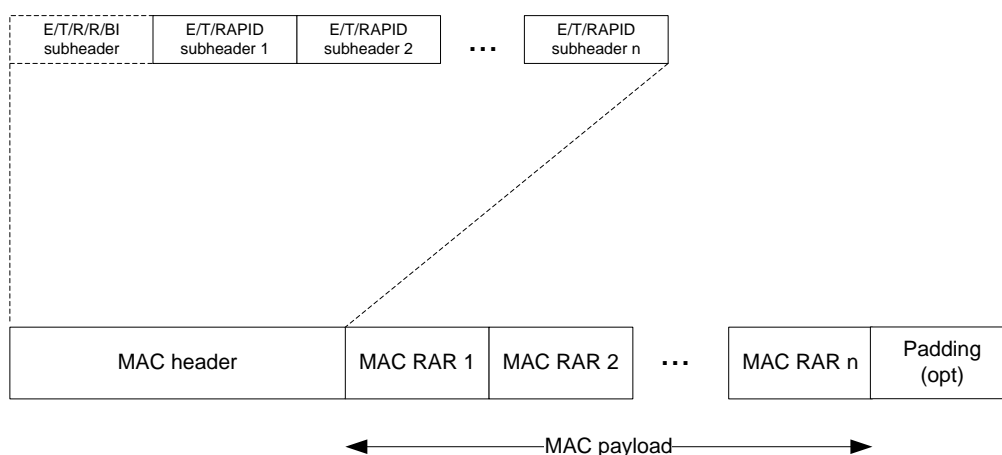 E/T/R/R/BI
subheader
E/T/RAPID
subheader 1
E/T/RAPID
subheader 2
...
E/T/RAPID
subheader n
MAC header
MAC RAR 1
MAC RAR 2
...
MAC RAR n
Padding
(opt)
MAC payload